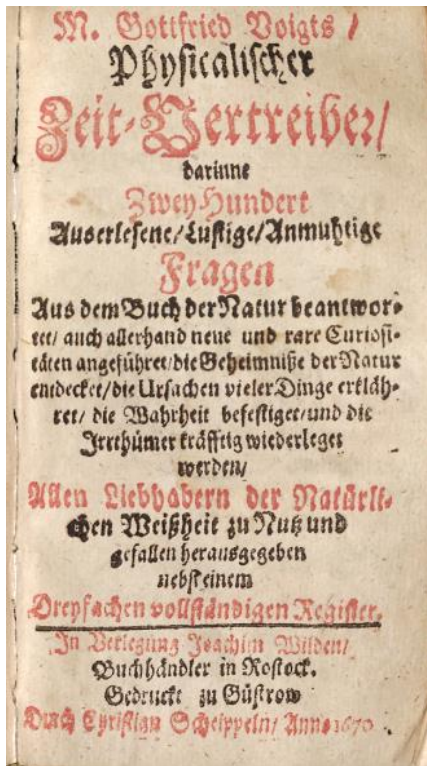 M. Gottfried Voigts /
Physicalischer
Zeit-Vertreiber/
darinne
Zwey Hundert
Auserlesene/Lustige/Anmuhtige
Fragen
Aus dem Buch der Natur beantwor-
tet/ auch allerhand neue und rare Curiosi-
täten angeführet/die Geheimniße der Natur
entdecket/die Ursachen vieler Dinge erkläh-
ret/ die Wahrheit befestiget/und die
Irrthümer kräfftig wiederleget
werden/
Allen Liebhabern der Natürli-
chen Weißheit zu Nutz und
gefallen herausgegeben
nebst einem
Dreyfachen vollständigen Register.
In Verlegung Joachim Wilden/
Buchhändler in Rostock.
Gedruckt zu Güstrow
Durch Christian Scheippeln/ Anno 1670